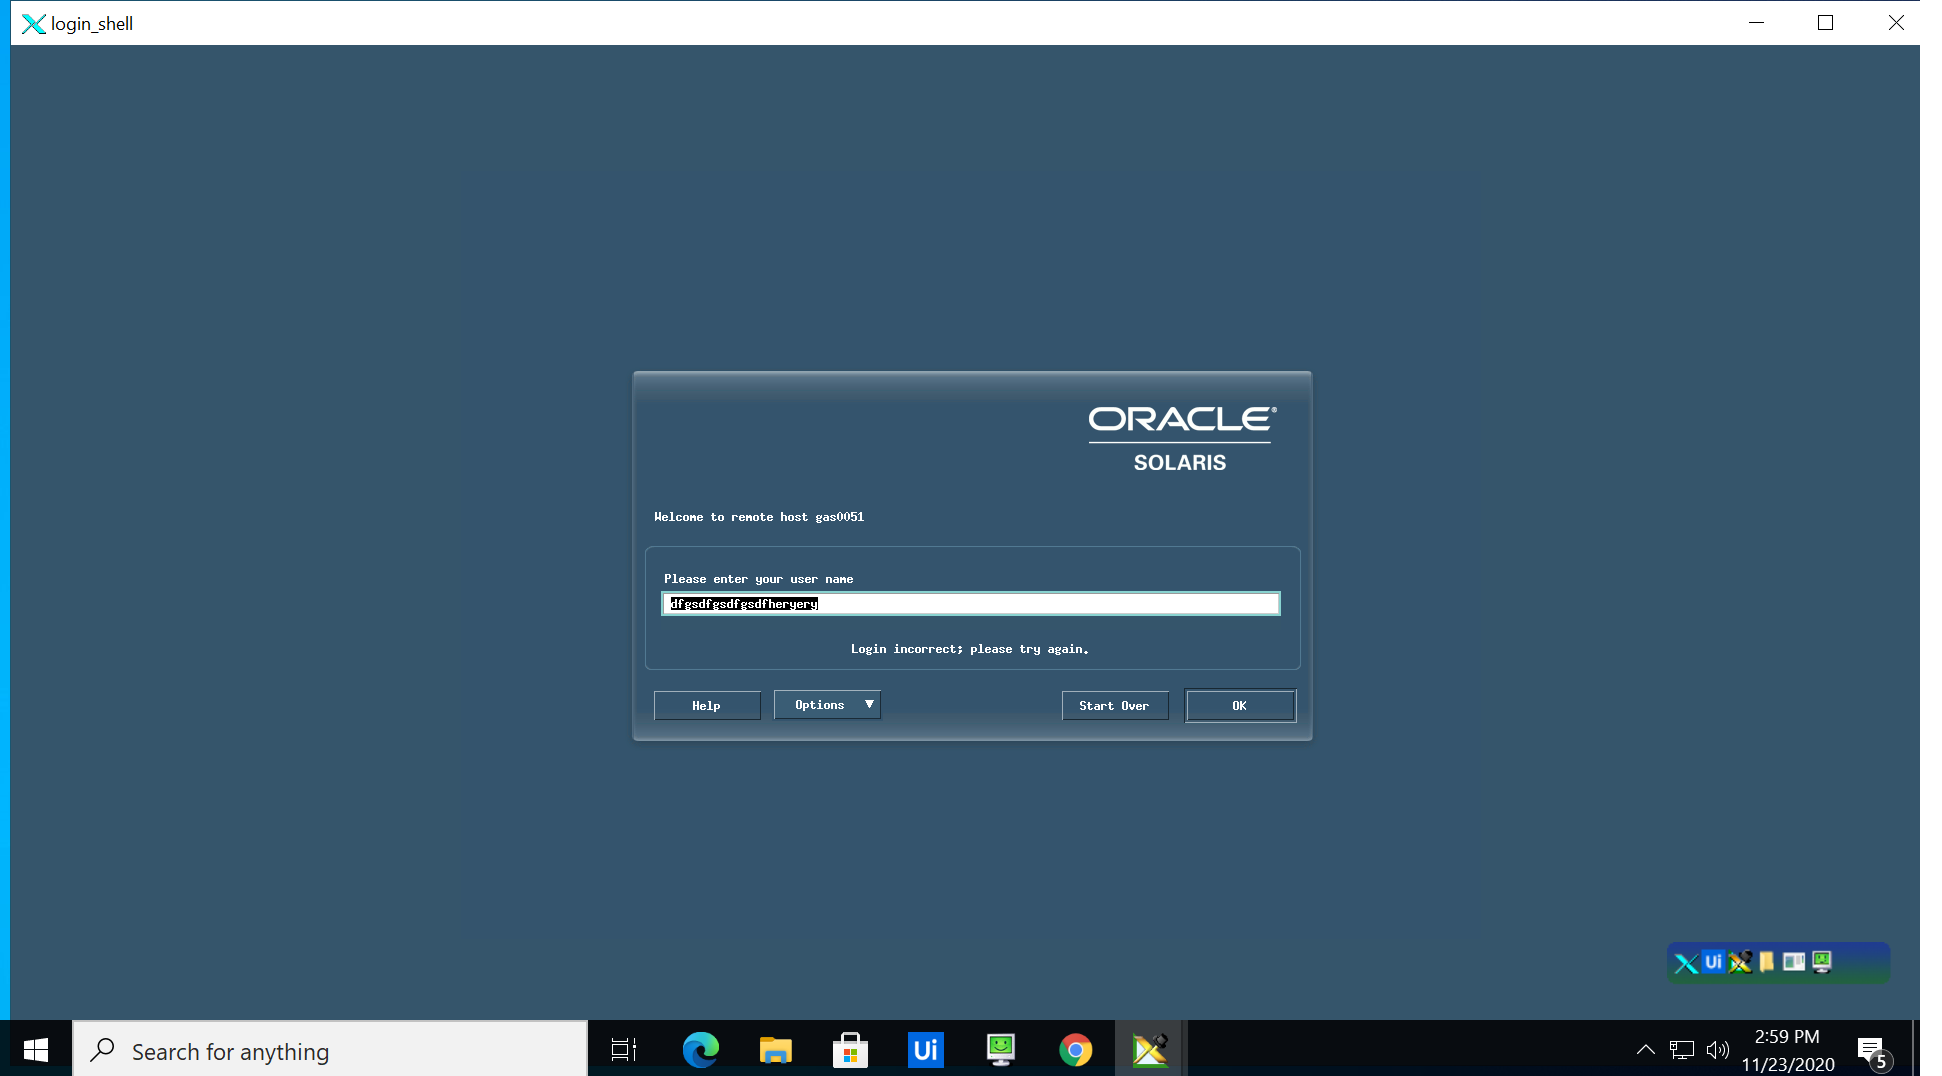 login_shell
ORACLE®
SOLARIS
Welcome to remote host gas0051
Please enter your user name
dfgsdfgsdfgsdfheryery
Login incorrect; please try again.
Help
Options
Start Over
OK
Ui
Search for anything
Ui
2:59 PM
11/23/2020
5